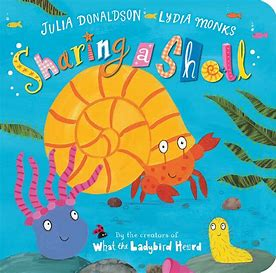 JULIA DONALDSON ★ LYDIA MONKS
Sharing a Shell
By the creators of
What the Ladybird Heard